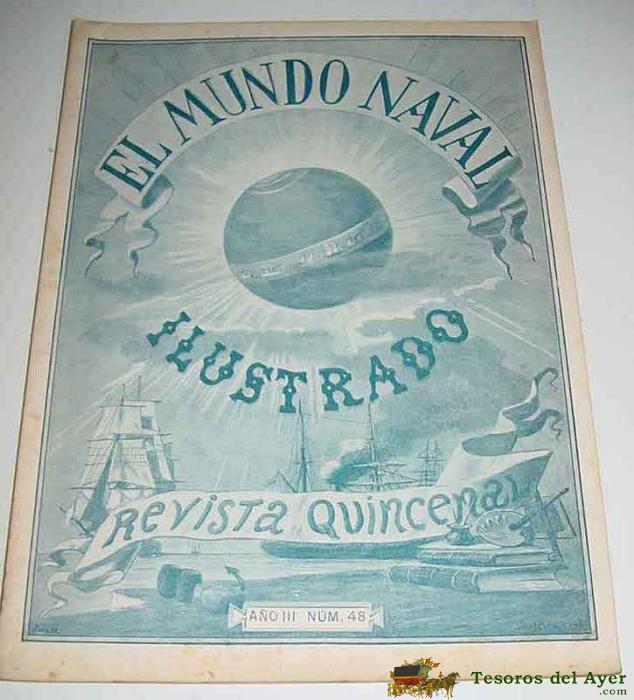 EL MUNDO NAVAL
ILUSTRADO
REVISTA QUINCENAL
AÑO III NÚM. 48
Tesoros del Ayer
.com